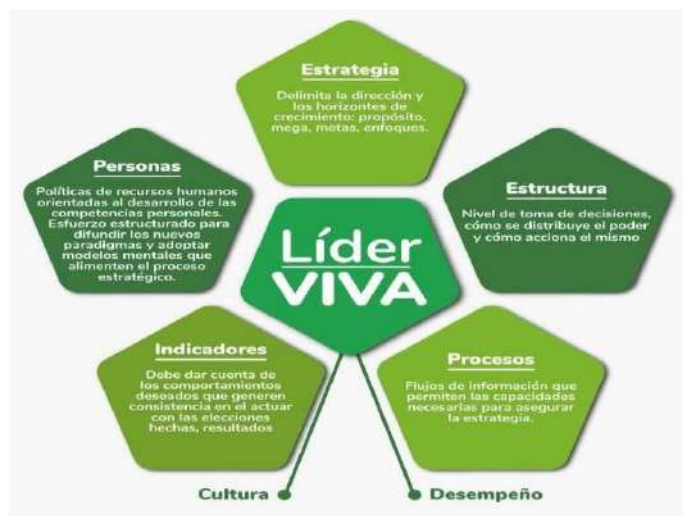 Estrategia
Delimita la dirección y
los horizontes de
crecimiento: propósito,
mega, metas, enfoques.
Personas
Políticas de recursos humanos
orientadas al desarrollo de las
competencias personales.
Esfuerzo estructurado para
difundir los nuevos
paradigmas y adoptar
modelos mentales que
alimenten el proceso
estratégico.
Estructura
Nivel de toma de decisiones,
cómo se distribuye el poder
y cómo acciona el mismo
Líder
VIVA
Indicadores
Debe dar cuenta de
los comportamientos
deseados que generen
consistencia en el actuar
con las elecciones
hechas, resultados
Procesos
Flujos de información que
permiten las capacidades
necesarias para asegurar
la estrategia.
Cultura
Desempeño